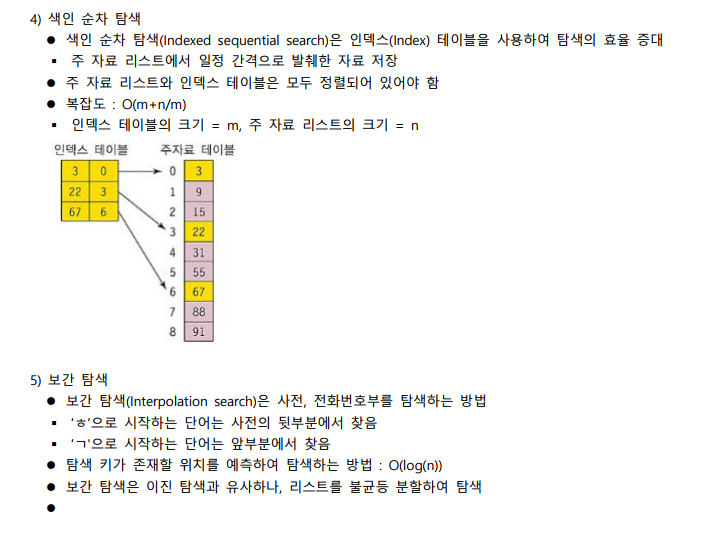 4) 색인 순차 탐색
● 색인 순차 탐색(Indexed sequential search)은 인덱스(Index) 테이블을 사용하여 탐색의 효율 증대
▪ 주 자료 리스트에서 일정 간격으로 발췌한 자료 저장
● 주 자료 리스트와 인덱스 테이블은 모두 정렬되어 있어야 함
● 복잡도 : O(m+n/m)
▪ 인덱스 테이블의 크기 = m, 주 자료 리스트의 크기 = n
인덱스 테이블 주자료 테이블
3 0 0 3
22 3 1 9
67 6 2 15
3 22
4 31
5 55
6 67
7 88
8 91
5) 보간 탐색
● 보간 탐색(Interpolation search)은 사전, 전화번호부를 탐색하는 방법
▪ 'ㅎ'으로 시작하는 단어는 사전의 뒷부분에서 찾음
▪ 'ㄱ'으로 시작하는 단어는 앞부분에서 찾음
● 탐색 키가 존재할 위치를 예측하여 탐색하는 방법 : O(log(n))
● 보간 탐색은 이진 탐색과 유사하나, 리스트를 불균등 분할하여 탐색
●